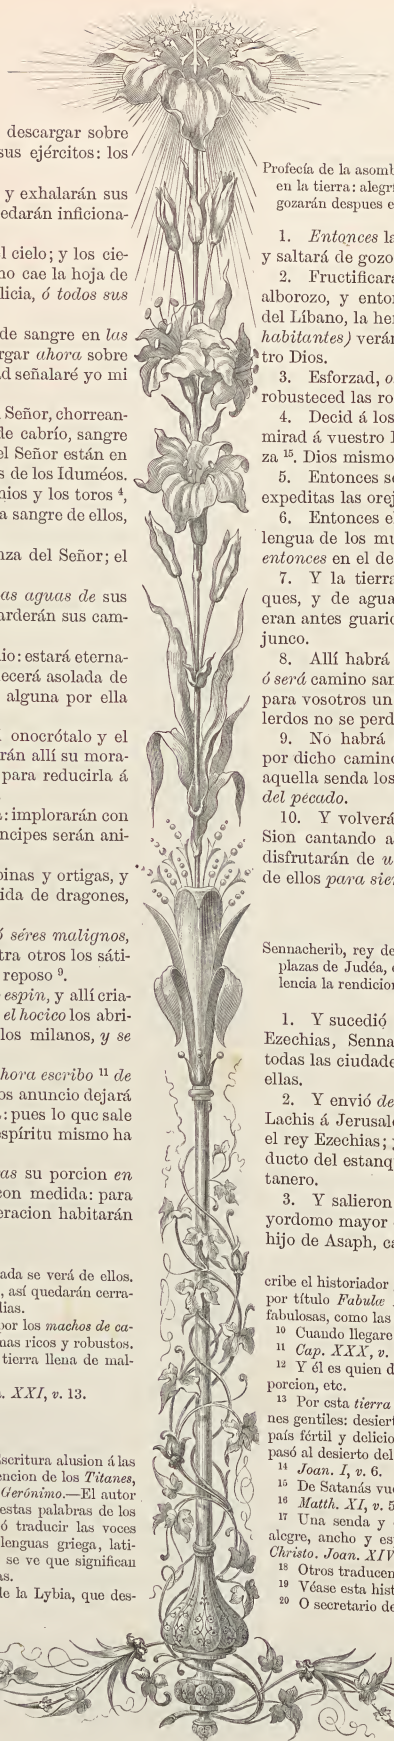 descargar sobre
sus ejércitos: los
y exhalarán sus
edarán inficiona-
l cielo; y los cie-
no cae la hoja de
licia, ó todos sus
de sangre en las
rgar ahora sobre
d señalaré yo mi
Señor, chorrean-
de cabrío, sangre
el Señor están en
s de los Iduméos.
nios y los toros 4,
a sangre de ellos,
nza del Señor; el
as aguas de sus
arderán sus cam-
io: estará eterna-
ecerá asolada de
alguna por ella
onocrótalo y el
rán allí su mora-
para reducirla á
: implorarán con
ncipes serán ani-
pinas y ortigas, y
ida de dragones,
ó séres malignos,
tra otros los sáti-
reposo 9.
espin, y allí cria-
el hocico los abri-
los milanos, y se
hora escribo 11 de
os anuncio dejará
: pues lo que sale
spíritu mismo ha
as su porcion en
con medida: para
eracion habitarán
ada se verá de ellos.
, así quedarán cerra-
dias.
por los machos de ca-
mas ricos y robustos.
tierra llena de mal-
. XXI, v. 13.
Escritura alusion á las
encion de los Titanes,
Gerónimo.—El autor
estas palabras de los
ó traducir las voces
lenguas griega, lati-
se ve que significan
as.
de la Lybia, que des-
Profecía de la asomb
en la tierra: alegrí
gozarán despues e
1. Entonces la
y saltará de gozo
2. Fructificará
alborozo, y ento
del Líbano, la her
habitantes) verán
tro Dios.
3. Esforzad, o
robusteced las ro
4. Decid á los
mirad á vuestro I
za 15. Dios mismo
5. Entonces se
expeditas las orej
6. Entonces el
lengua de los mu
entonces en el de
7. Y la tierra
ques, y de agua
eran antes guario
junco.
8. Allí habrá
ó será camino san
para vosotros un
lerdos no se perd
9. No habrá
por dicho camino
aquella senda los
del pecado.
10. Y volverá
Sion cantando a
disfrutarán de u
de ellos para sien
Sennacherib, rey de
plazas de Judéa, e
lencia la rendicion
1. Y sucedió
Ezechias, Senna
todas las ciudade
ellas.
2. Y envió de
Lachis á Jerusale
el rey Ezechias; y
ducto del estanq
tanero.
3. Y salieron
yordomo mayor
hijo de Asaph, ca
cribe el historiador
por título Fabulæ
fabulosas, como las
10 Cuando llegare
11 Cap. XXX, v.
12 Y él es quien d
porcion, etc.
13 Por esta tierra
nes gentiles: desiert
país fértil y delicio
pasó al desierto del
14 Joan. I, v. 6.
15 De Satanás vue
16 Matth. XI, v. 5
17 Una senda y
alegre, ancho y es
Christo. Joan. XIV
18 Otros traducen
19 Véase esta hist
20 O secretario de